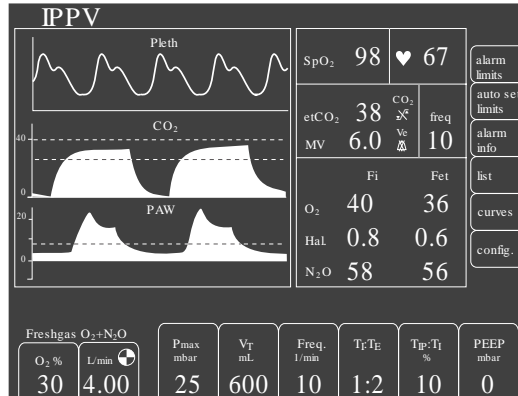 IPPV
Pleth
SpO₂ 98 ♥ 67
alarm limits
auto set limits
CO₂
40
0
etCO₂ 38 CO₂ freq
MV 6.0 Ve 10
alarm info
list
curves
config.
Fi Fet
O₂ 40 36
Hal. 0.8 0.6
N₂O 58 56
PAW
20
0
Freshgas O₂+N₂O
O₂ % L/min
30 4.00
Pmax mbar 25
VT mL 600
Freq. 1/min 10
TI:TE 1:2
TIP:TI % 10
PEEP mbar 0